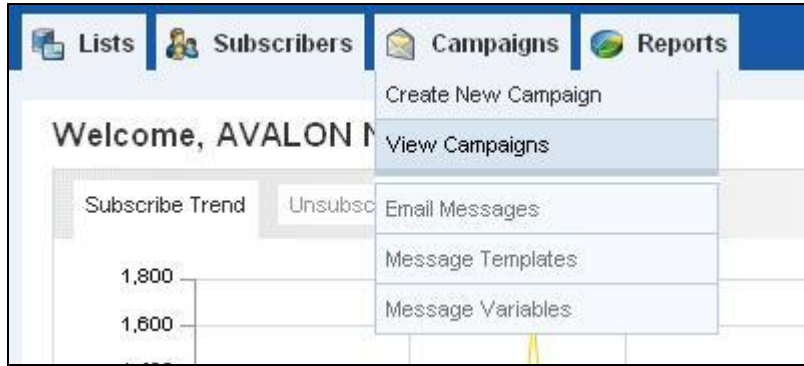 Lists Subscribers Campaigns Reports
Create New Campaign
Welcome, AVALON
View Campaigns
Subscribe Trend
Email Messages
Message Templates
1,800
Message Variables
1,600